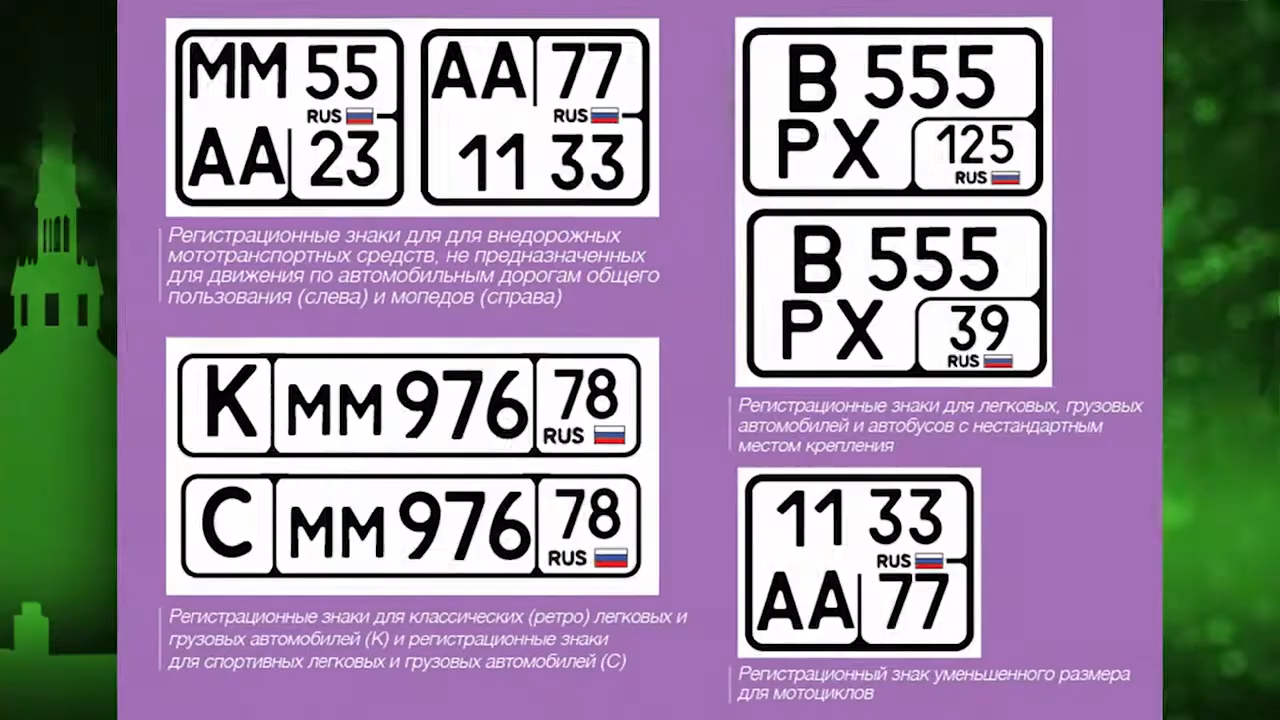 ММ 55
RUS
АА 23
АА 77
RUS
11 33
Регистрационные знаки для для внедорожных
мототранспортных средств, не предназначенных
для движения по автомобильным дорогам общего
пользования (слева) и мопедов (справа)
К ММ 976 78
RUS
С ММ 976 78
RUS
Регистрационные знаки для классических (ретро) легковых и
грузовых автомобилей (К) и регистрационные знаки
для спортивных легковых и грузовых автомобилей (С)
В 555
РХ 125
RUS
В 555
РХ 39
RUS
Регистрационные знаки для легковых, грузовых
автомобилей и автобусов с нестандартным
местом крепления
11 33
RUS
АА 77
Регистрационный знак уменьшенного размера
для мотоциклов